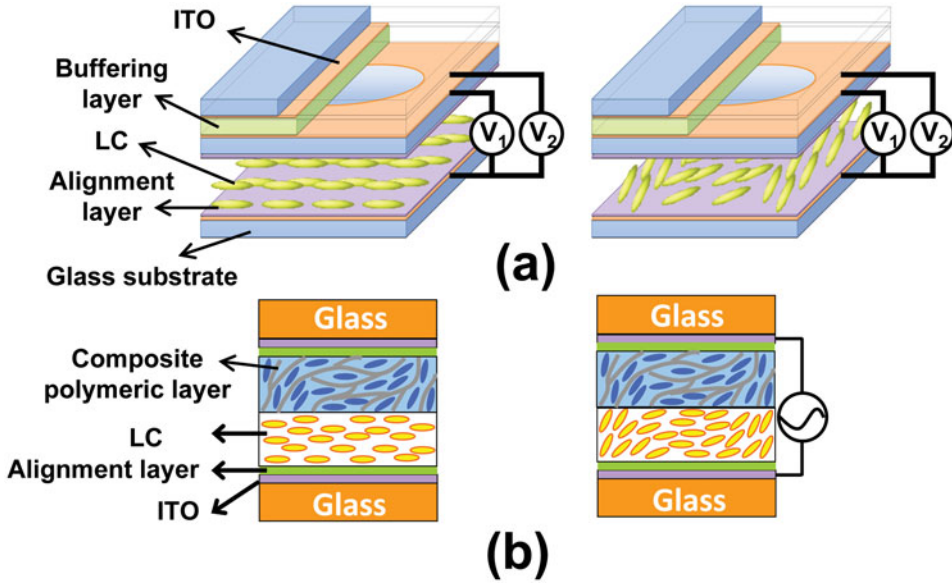 ITO
Buffering
layer
LC
Alignment
layer
Glass substrate
V1
V2
V1
V2
(a)
Glass
Composite
polymeric layer
LC
Alignment layer
ITO
Glass
Glass
Glass
(b)